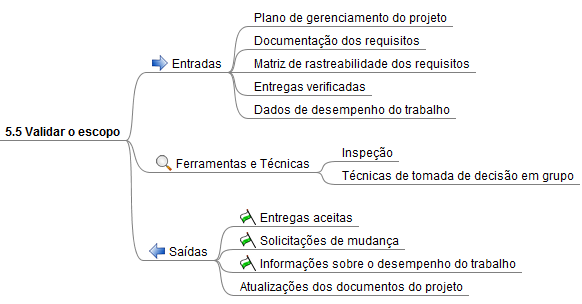 5.5 Validar o escopo
Entradas
Plano de gerenciamento do projeto
Documentação dos requisitos
Matriz de rastreabilidade dos requisitos
Entregas verificadas
Dados de desempenho do trabalho
Ferramentas e Técnicas
Inspeção
Técnicas de tomada de decisão em grupo
Saídas
Entregas aceitas
Solicitações de mudança
Informações sobre o desempenho do trabalho
Atualizações dos documentos do projeto